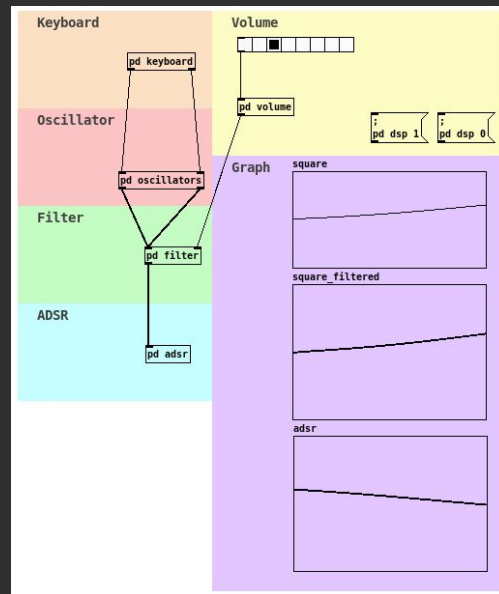 Keyboard
pd keyboard
Oscillator
pd oscillators
Filter
pd filter
ADSR
pd adsr
Volume
pd volume
;
pd dsp 1
;
pd dsp 0
Graph
square
square_filtered
adsr